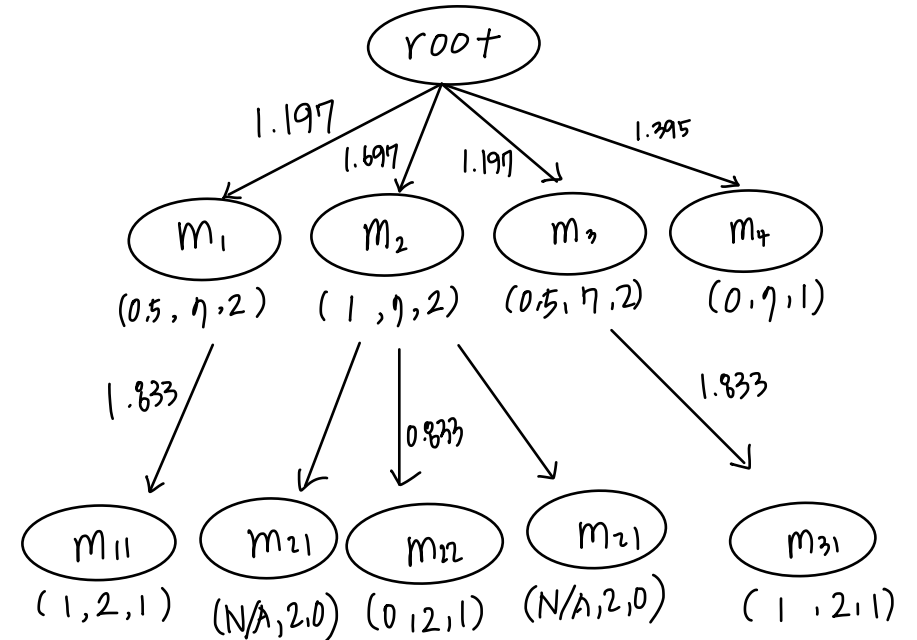 root
1.197
1.697
1.197
1.395
m₁
m₂
m₃
m₄
(0.5, 7, 2)
(1, 7, 2)
(0.5, 7, 2)
(0, 7, 1)
1.833
0.833
1.833
m₁₁
m₂₁
m₂₂
m₂₁
m₃₁
(1, 2, 1)
(N/A, 2, 0)
(0, 2, 1)
(N/A, 2, 0)
(1, 2, 1)